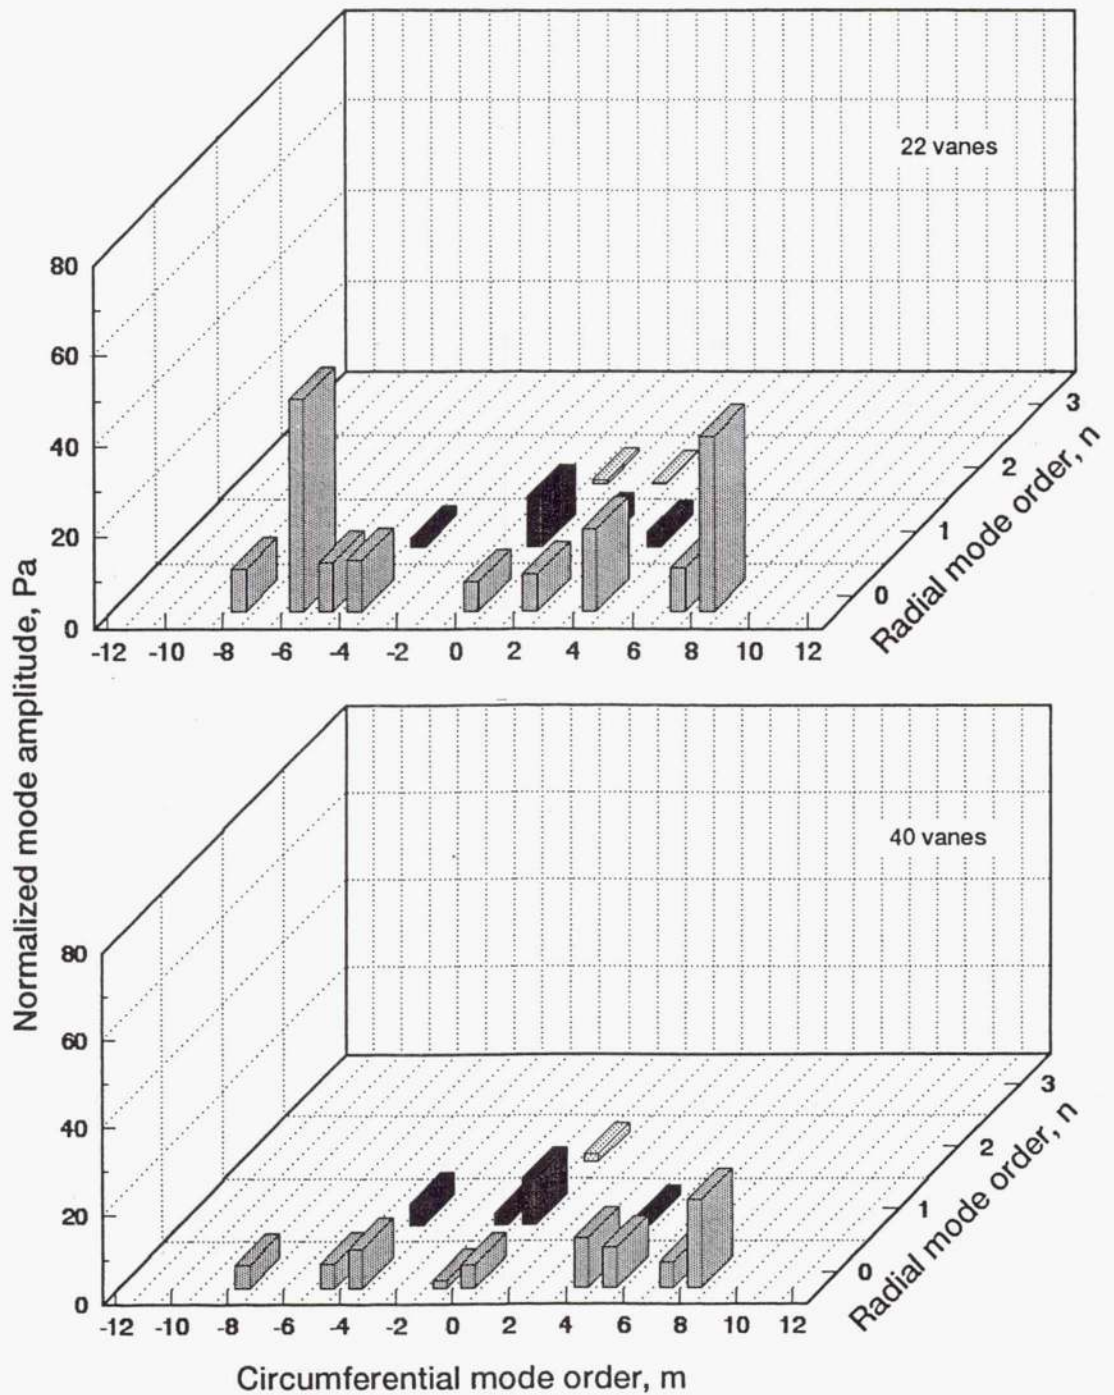 22 vanes
80
60
40
20
0
-12 -10 -8 -6 -4 -2 0 2 4 6 8 10 12
0
1
2
3
Radial mode order, n
Normalized mode amplitude, Pa
40 vanes
80
60
40
20
0
-12 -10 -8 -6 -4 -2 0 2 4 6 8 10 12
0
1
2
3
Radial mode order, n
Circumferential mode order, m